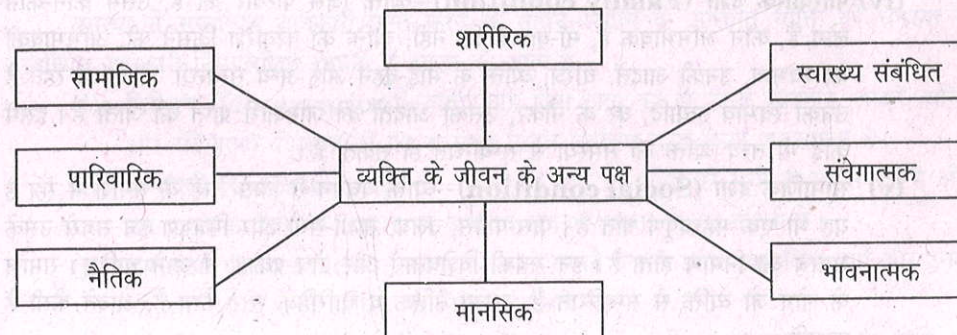 शारीरिक
सामाजिक
स्वास्थ्य संबंधित
पारिवारिक
व्यक्ति के जीवन के अन्य पक्ष
संवेगात्मक
नैतिक
भावनात्मक
मानसिक